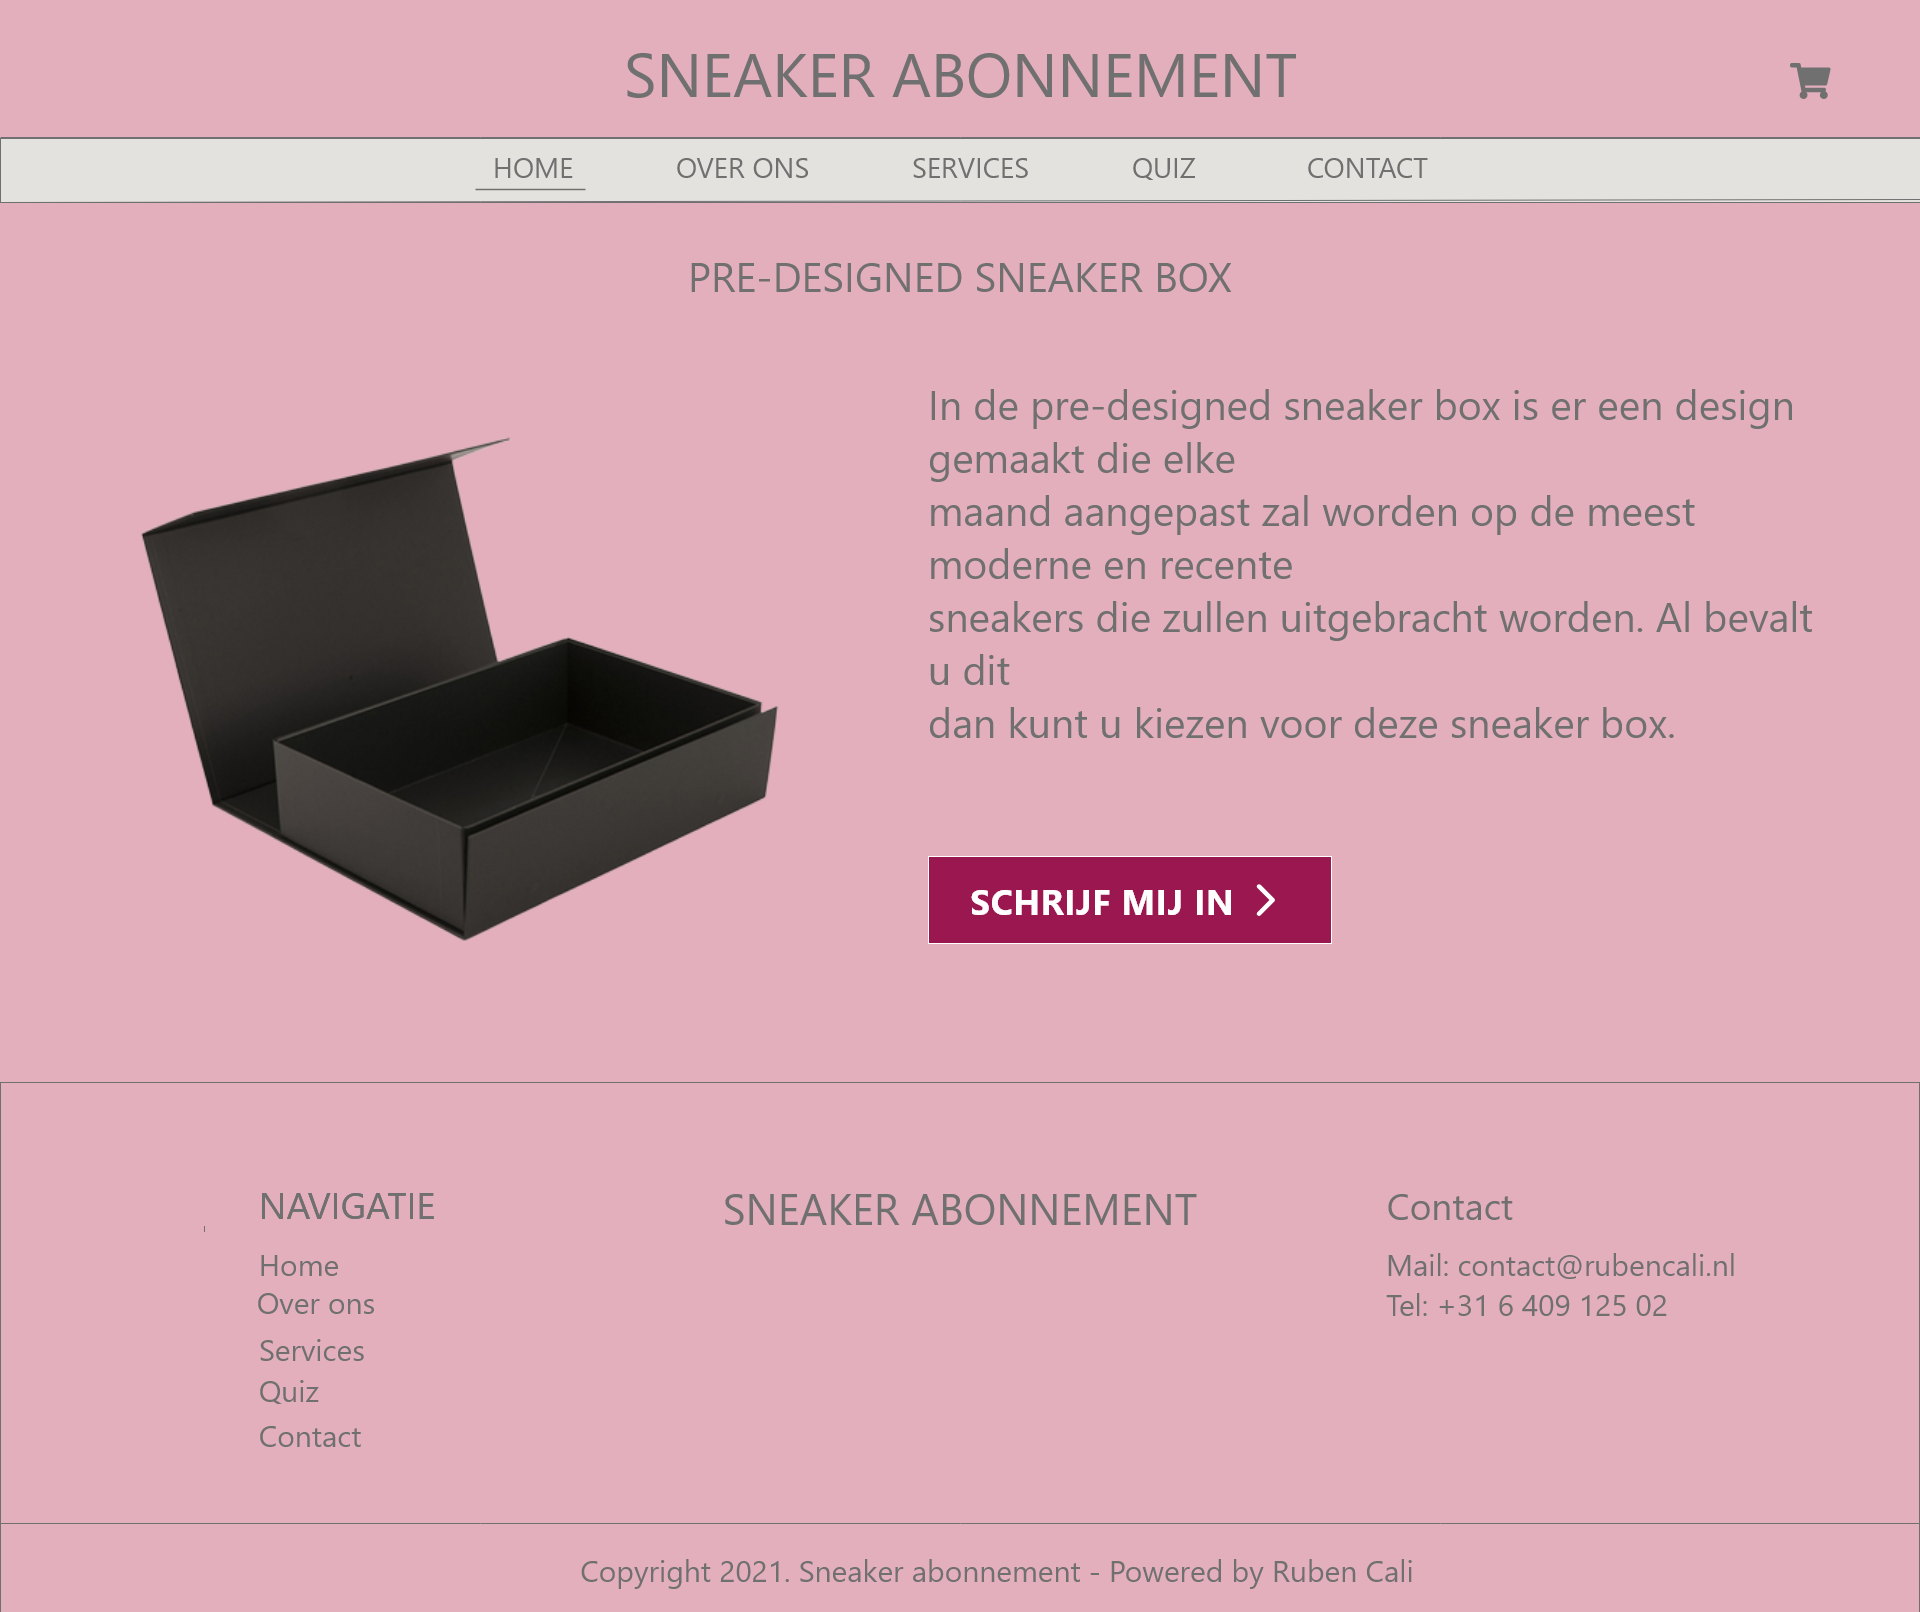 SNEAKER ABONNEMENT
HOME OVER ONS SERVICES QUIZ CONTACT
PRE-DESIGNED SNEAKER BOX
In de pre-designed sneaker box is er een design
gemaakt die elke
maand aangepast zal worden op de meest
moderne en recente
sneakers die zullen uitgebracht worden. Al bevalt
u dit
dan kunt u kiezen voor deze sneaker box.
SCHRIJF MIJ IN
NAVIGATIE
Home
Over ons
Services
Quiz
Contact
SNEAKER ABONNEMENT
Contact
Mail: contact@rubencali.nl
Tel: +31 6 409 125 02
Copyright 2021. Sneaker abonnement - Powered by Ruben Cali